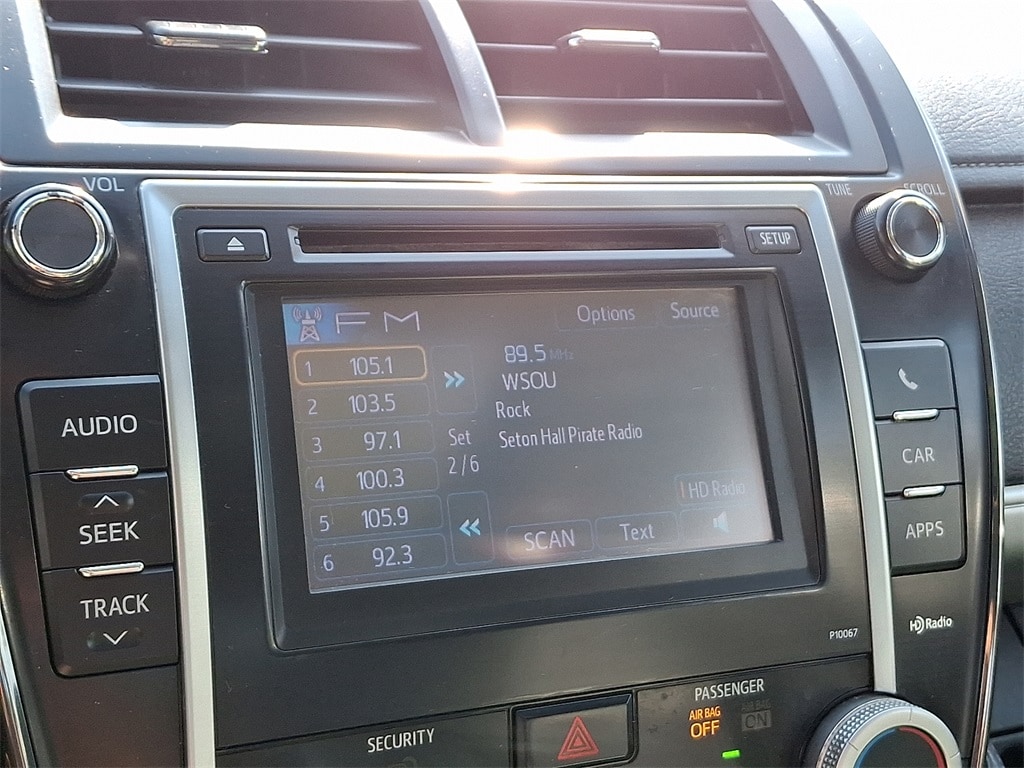 VOL
TUNE SCROLL
SETUP
FM
Options Source
1 105.1
89.5 MHz
WSOU
2 103.5
Rock
3 97.1
Set
Seton Hall Pirate Radio
2/6
4 100.3
HD Radio
5 105.9
SCAN Text
6 92.3
AUDIO
SEEK
TRACK
CAR
APPS
HD Radio
P10067
SECURITY
PASSENGER
AIR BAG
OFF
AIR BAG
ON